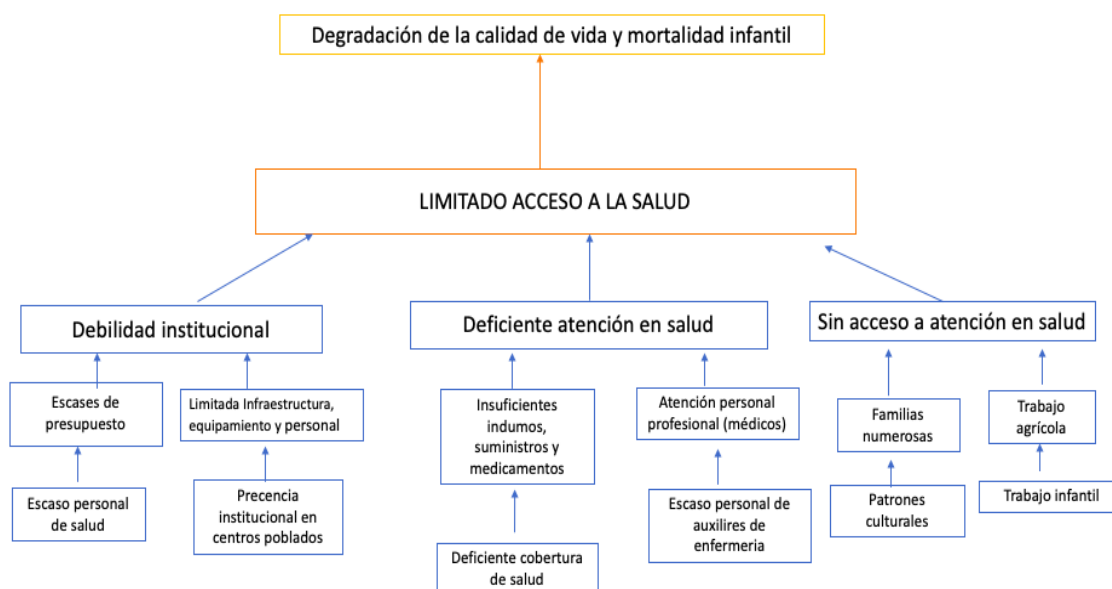 Degradación de la calidad de vida y mortalidad infantil
LIMITADO ACCESO A LA SALUD
Debilidad institucional
Deficiente atención en salud
Sin acceso a atención en salud
Escases de
presupuesto
Limitada Infraestructura,
equipamiento y personal
Insuficientes
indumos,
suministros y
medicamentos
Atención personal
profesional (médicos)
Familias
numerosas
Trabajo
agrícola
Escaso personal
de salud
Precencia
institucional en
centros poblados
Deficiente cobertura
de salud
Escaso personal de
auxilires de
enfermeria
Patrones
culturales
Trabajo infantil